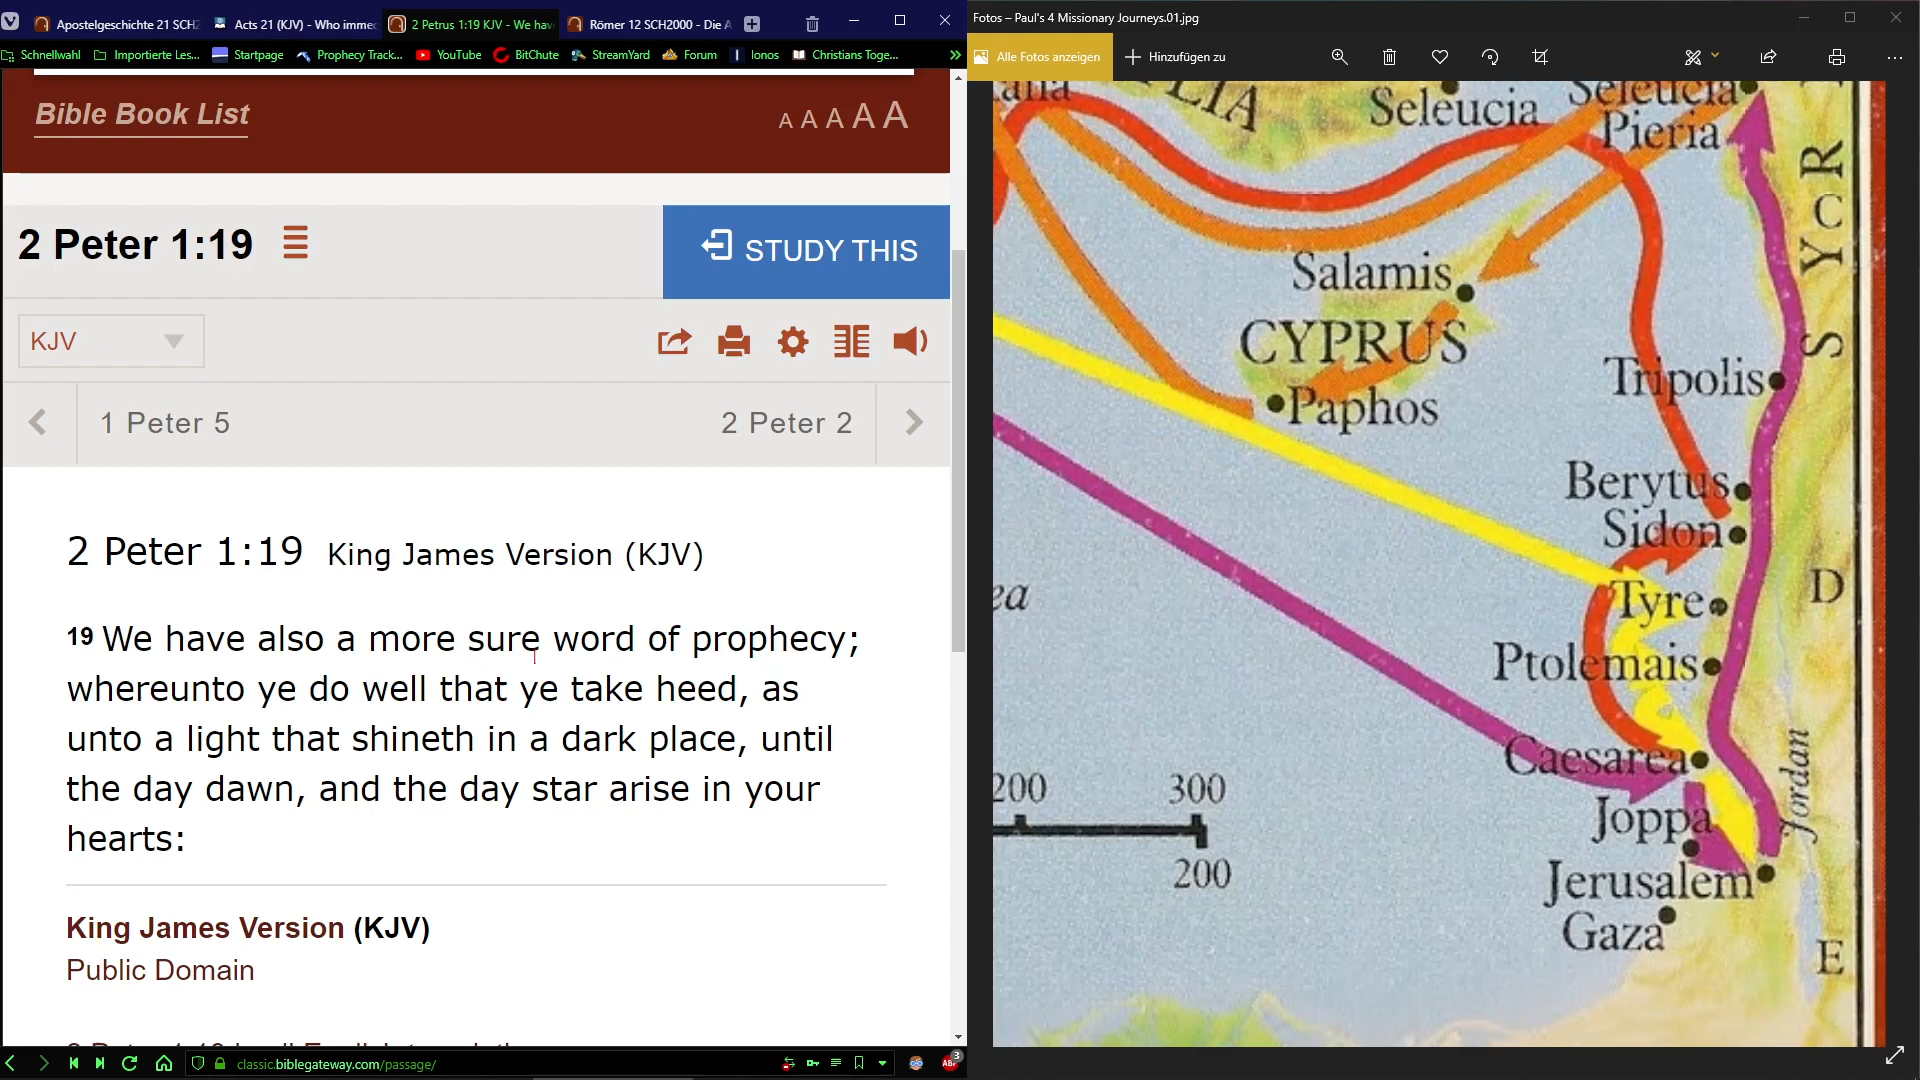 Apostelgeschichte 21 SCH2
Acts 21 (KJV) - Who immed
2 Petrus 1:19 KJV - We hav
Römer 12 SCH2000 - Die A
Schnellwahl
Importierte Les...
Startpage
Prophecy Track...
YouTube
BitChute
StreamYard
Forum
Ionos
Christians Toge...
Bible Book List
A A A A A
2 Peter 1:19
STUDY THIS
KJV
1 Peter 5
2 Peter 2
2 Peter 1:19 King James Version (KJV)
19 We have also a more sure word of prophecy;
whereunto ye do well that ye take heed, as
unto a light that shineth in a dark place, until
the day dawn, and the day star arise in your
hearts:
King James Version (KJV)
Public Domain
classic.biblegateway.com/passage/
ABP
3
Fotos – Paul's 4 Missionary Journeys.01.jpg
Alle Fotos anzeigen
Hinzufügen zu
Seleucia
Seleucia
Pieria
SYR
Salamis
CYPRUS
Paphos
Tripolis
Berytus
Sidon
Tyre
D
Ptolemais
Caesarea
Jordan
200
300
200
Joppa
Jerusalem
Gaza
E